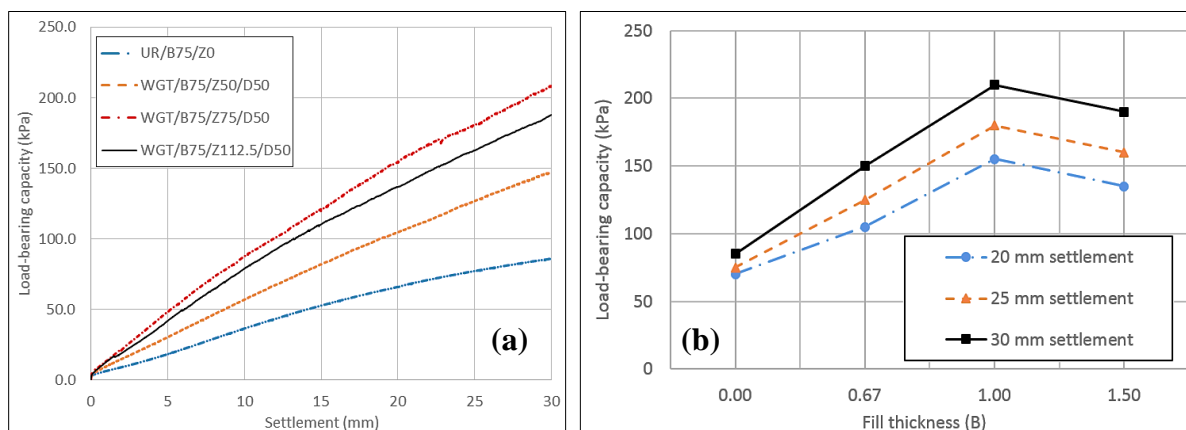 250.0
200.0
150.0
100.0
50.0
0.0
Load-bearing capacity (kPa)
UR/B75/Z0
WGT/B75/Z50/D50
WGT/B75/Z75/D50
WGT/B75/Z112.5/D50
(a)
0 5 10 15 20 25 30
Settlement (mm)
250
200
150
100
50
0
Load-bearing capacity (kPa)
20 mm settlement
25 mm settlement
30 mm settlement
(b)
0.00 0.67 1.00 1.50
Fill thickness (B)